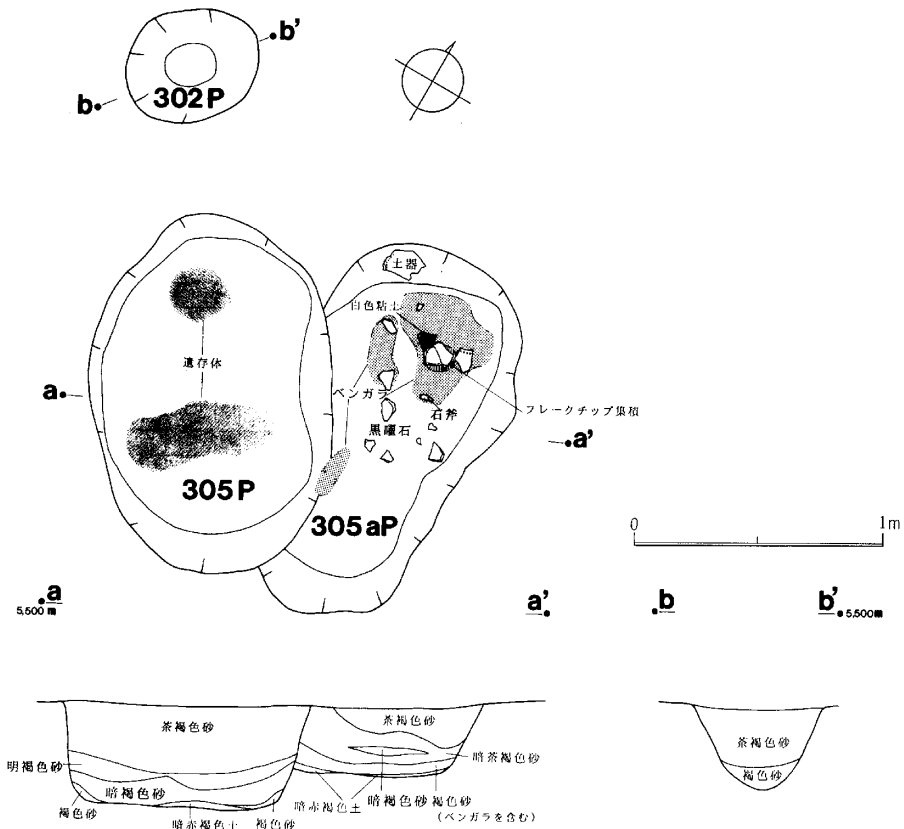 b'
b
302P
土器
白色粘土
遺存体
a
ベンガラ
石斧
フレークチップ集積
黒曜石
a'
305P
305aP
0 1m
a
5,500m
a'
b
b'
5,500m
茶褐色砂
茶褐色砂
茶褐色砂
明褐色砂
暗茶褐色砂
褐色砂
暗褐色砂
褐色砂
暗赤褐色土
褐色砂
暗赤褐色土
暗褐色砂
褐色砂
(ベンガラを含む)